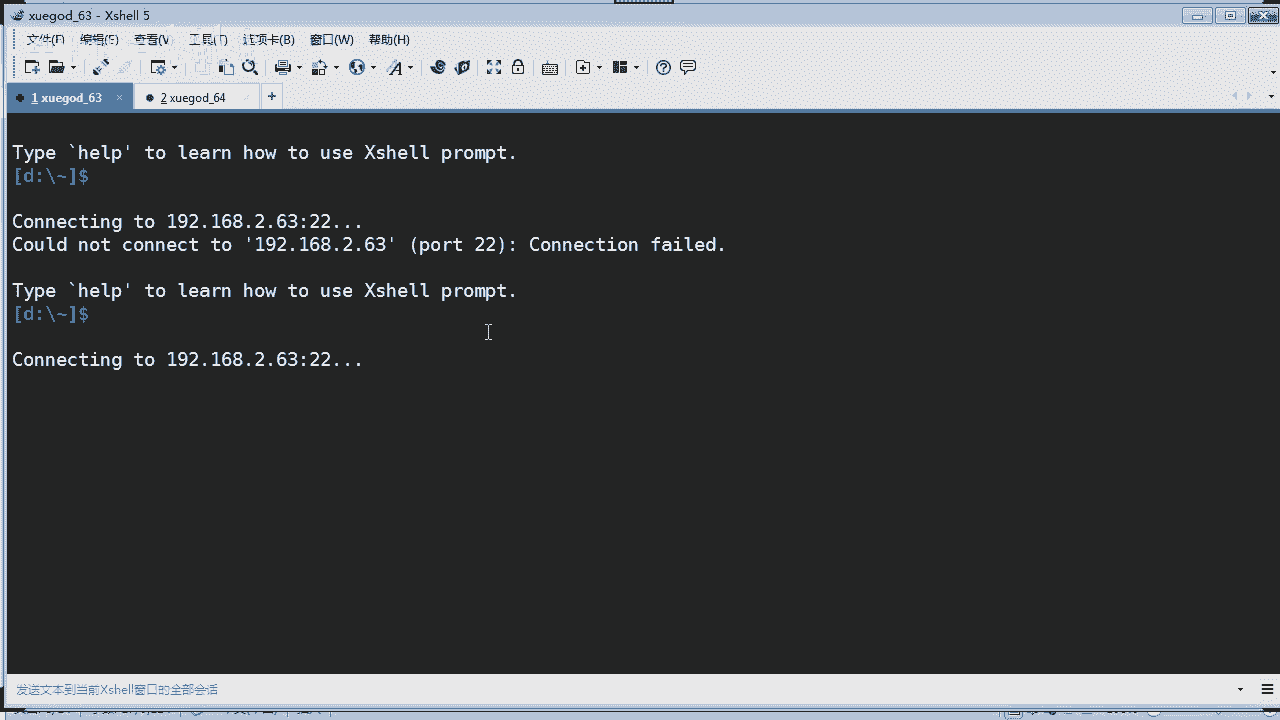 xuegod_63 - Xshell 5
文件(F) 编辑(E) 查看(V) 工具(T) 选项卡(B) 窗口(W) 帮助(H)
1 xuegod_63 × 2 xuegod_64 +
Type `help' to learn how to use Xshell prompt.
[d:\~]$
Connecting to 192.168.2.63:22...
Could not connect to '192.168.2.63' (port 22): Connection failed.
Type `help' to learn how to use Xshell prompt.
[d:\~]$
Connecting to 192.168.2.63:22...
发送文本到当前Xshell窗口的全部会话